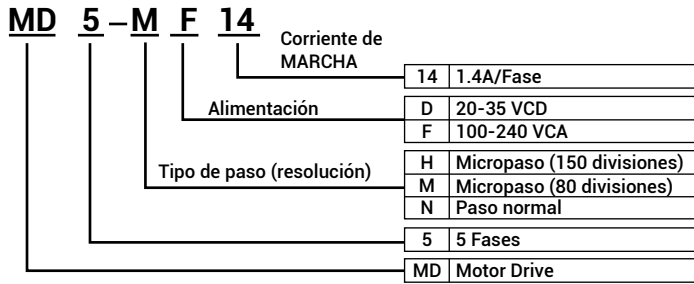 MD 5-M F 14
Corriente de
MARCHA
14 1.4A/Fase
Alimentación
D 20-35 VCD
F 100-240 VCA
Tipo de paso (resolución)
H Micropaso (150 divisiones)
M Micropaso (80 divisiones)
N Paso normal
5 5 Fases
MD Motor Drive